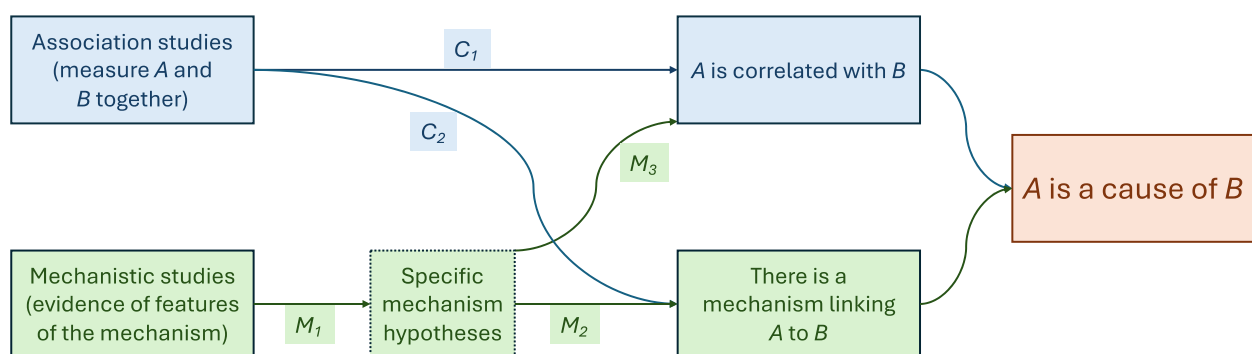 Association studies
(measure A and
B together)
C₁
A is correlated with B
C₂
M₃
A is a cause of B
Mechanistic studies
(evidence of features
of the mechanism)
M₁
Specific
mechanism
hypotheses
M₂
There is a
mechanism linking
A to B